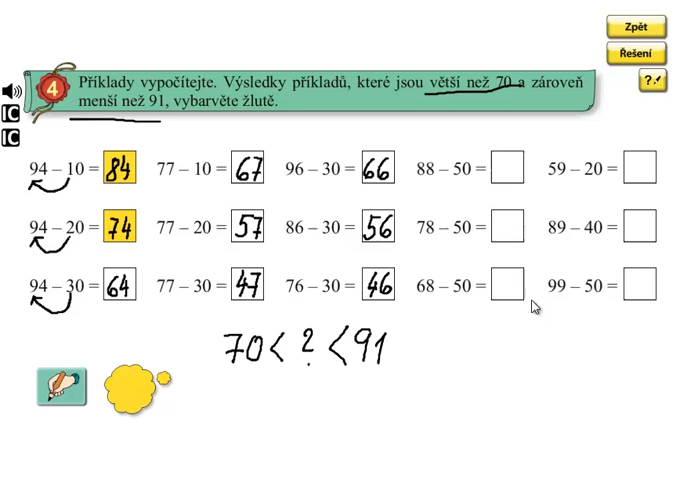 Zpět
Řešení
?
4 Příklady vypočítejte. Výsledky příkladů, které jsou větší než 70 a zároveň
menší než 91, vybarvěte žlutě.
94 – 10 = 84 77 – 10 = 67 96 – 30 = 66 88 – 50 = 59 – 20 =
94 – 20 = 74 77 – 20 = 57 86 – 30 = 56 78 – 50 = 89 – 40 =
94 – 30 = 64 77 – 30 = 47 76 – 30 = 46 68 – 50 = 99 – 50 =
70 < ? < 91